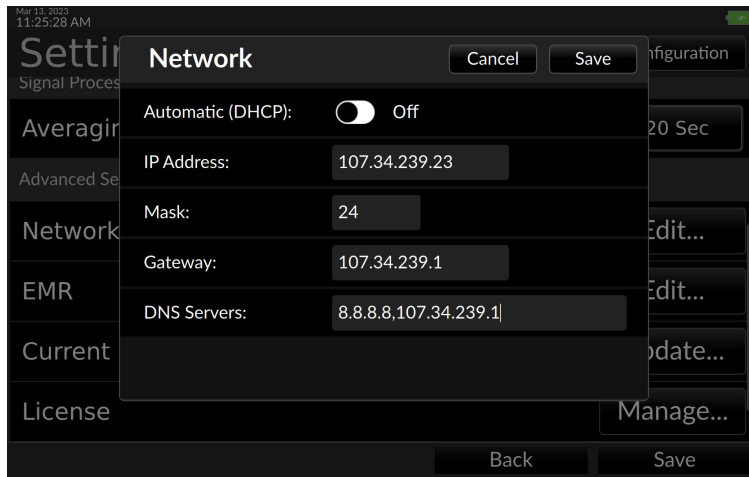 Mar 13, 2023
11:25:28 AM
Network
Cancel
Save
nfiguration
Signal Proces
Automatic (DHCP):
Off
Averagin
20 Sec
IP Address:
107.34.239.23
Advanced Se
Mask:
24
Network
Edit...
Gateway:
107.34.239.1
EMR
Edit...
DNS Servers:
8.8.8.8,107.34.239.1
Current
pdate...
License
Manage...
Back
Save